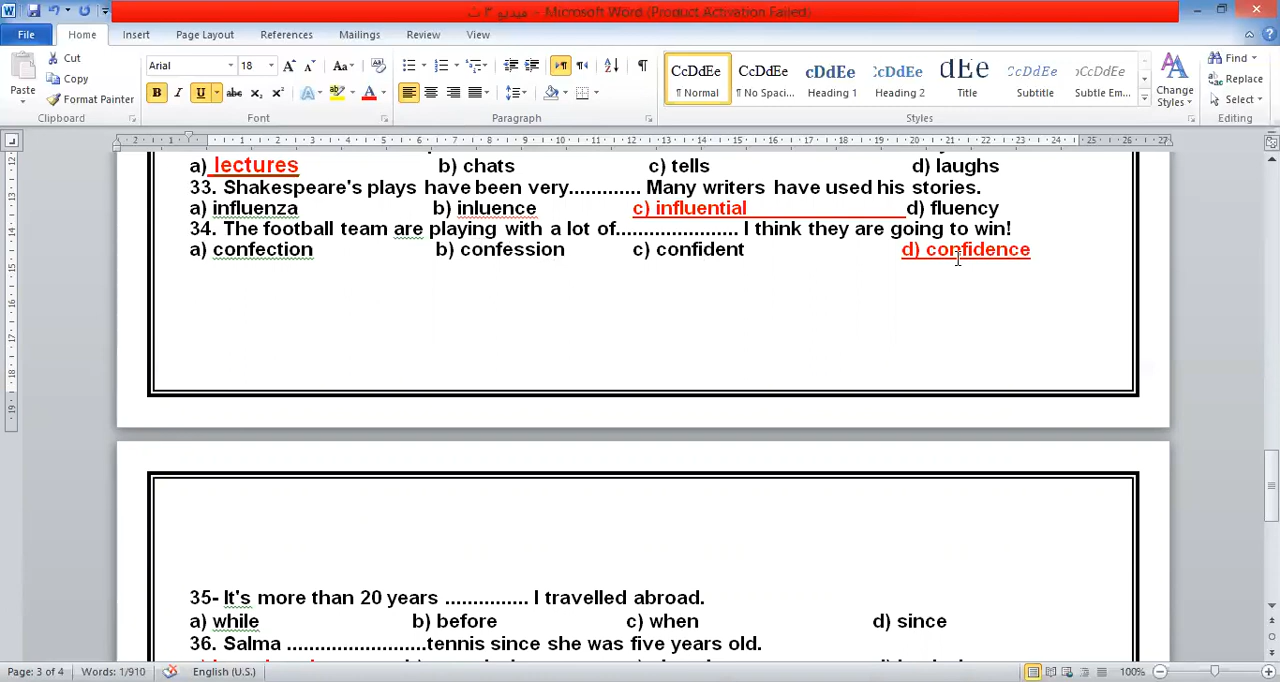 فيديو ٣ ث - Microsoft Word (Product Activation Failed)
File Home Insert Page Layout References Mailings Review View
Cut
Copy
Format Painter
Paste
Clipboard
Arial 18
Font
Paragraph
CcDdEe CcDdEe cDdEe CcDdEe dEe CcDdEe cCcDdEe
¶ Normal ¶ No Spaci... Heading 1 Heading 2 Title Subtitle Subtle Em...
Styles
Change Styles
Find
Replace
Select
Editing
a) lectures b) chats c) tells d) laughs
33. Shakespeare's plays have been very............. Many writers have used his stories.
a) influenza b) inluence c) influential d) fluency
34. The football team are playing with a lot of...................... I think they are going to win!
a) confection b) confession c) confident d) confidence
35- It's more than 20 years ............... I travelled abroad.
a) while b) before c) when d) since
36. Salma .........................tennis since she was five years old.
Page: 3 of 4 Words: 1/910 English (U.S.) 100%